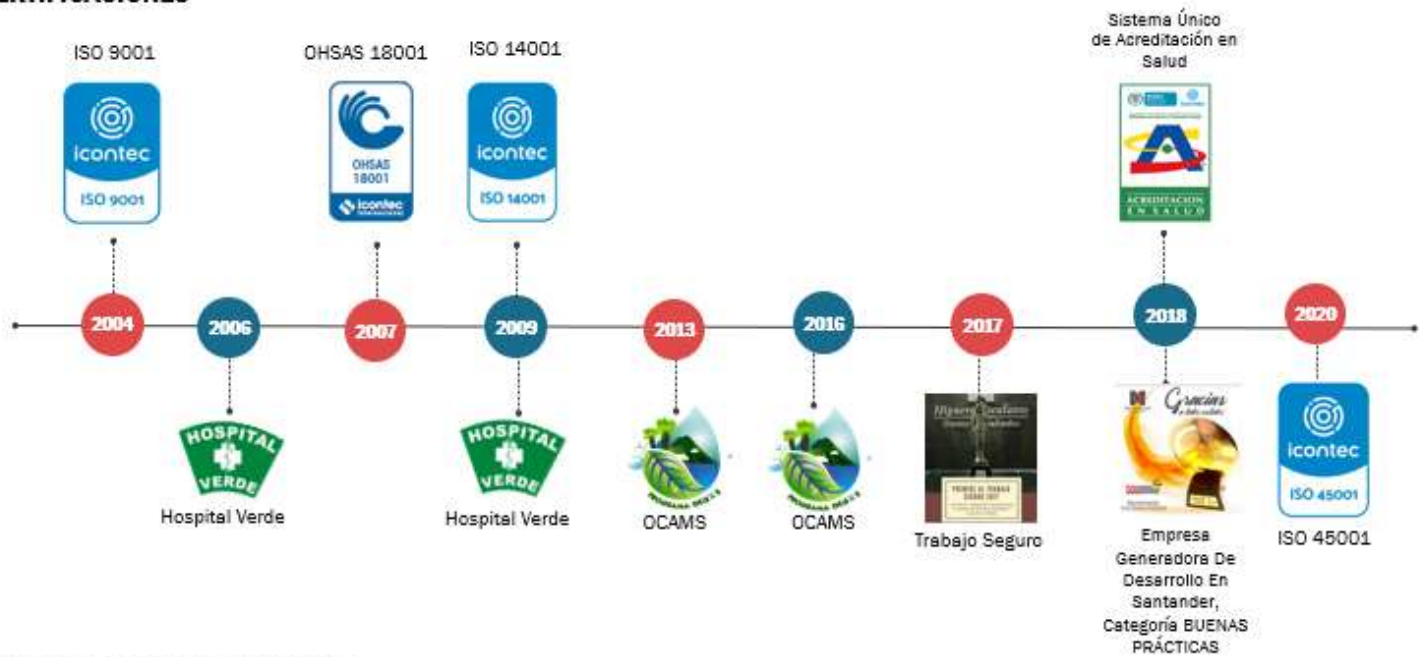 ISO 9001
OHSAS 18001
ISO 14001
Sistema Único
de Acreditación en
Salud
icontec
ISO 9001
OHSAS
18001
icontec
icontec
ISO 14001
ACREDITACION
EN SALUD
2004
2006
2007
2009
2013
2016
2017
2018
2020
HOSPITAL
VERDE
Hospital Verde
HOSPITAL
VERDE
Hospital Verde
OCAMS
OCAMS
Trabajo Seguro
Gracias
Empresa
Generadora De
Desarrollo En
Santander,
Categoría BUENAS
PRÁCTICAS
icontec
ISO 45001
ISO 45001